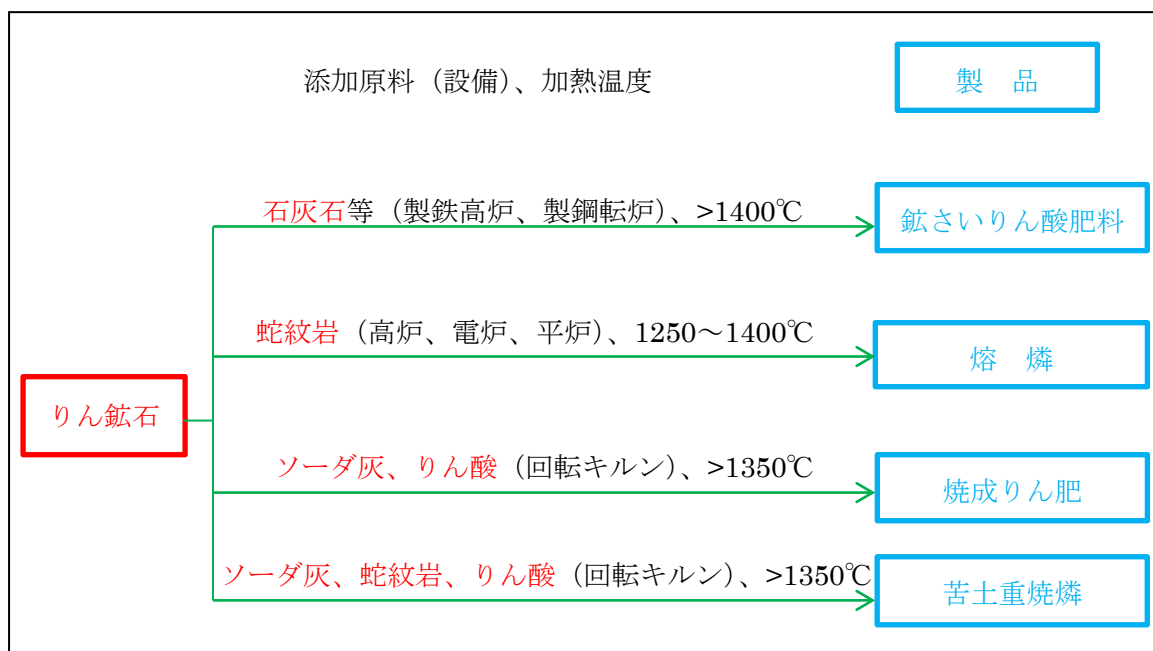 添加原料（設備）、加熱温度
製　品
石灰石等（製鉄高炉、製鋼転炉）、>1400℃
鉱さいりん酸肥料
蛇紋岩（高炉、電炉、平炉）、1250～1400℃
熔　燐
りん鉱石
ソーダ灰、りん酸（回転キルン）、>1350℃
焼成りん肥
ソーダ灰、蛇紋岩、りん酸（回転キルン）、>1350℃
苦土重焼燐